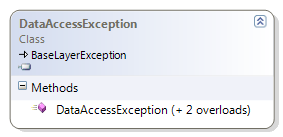 DataAccessException
Class
BaseLayerException
Methods
DataAccessException (+ 2 overloads)